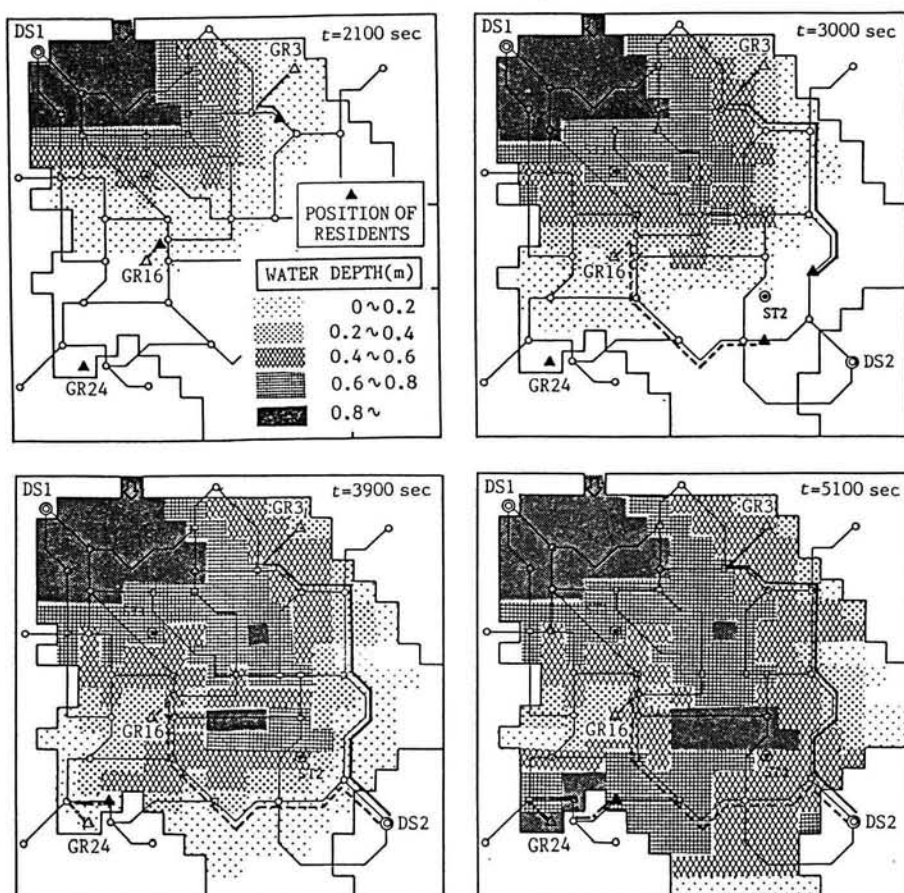 DS1
t=2100 sec
GR3
POSITION OF
RESIDENTS
GR16
WATER DEPTH(m)
0~0.2
0.2~0.4
0.4~0.6
0.6~0.8
0.8~
GR24
DS1
t=3000 sec
GR3
GR16
ST2
DS2
GR24
DS1
t=3900 sec
GR3
GR16
ST2
DS2
GR24
DS1
t=5100 sec
GR3
GR16
ST2
DS2
GR24